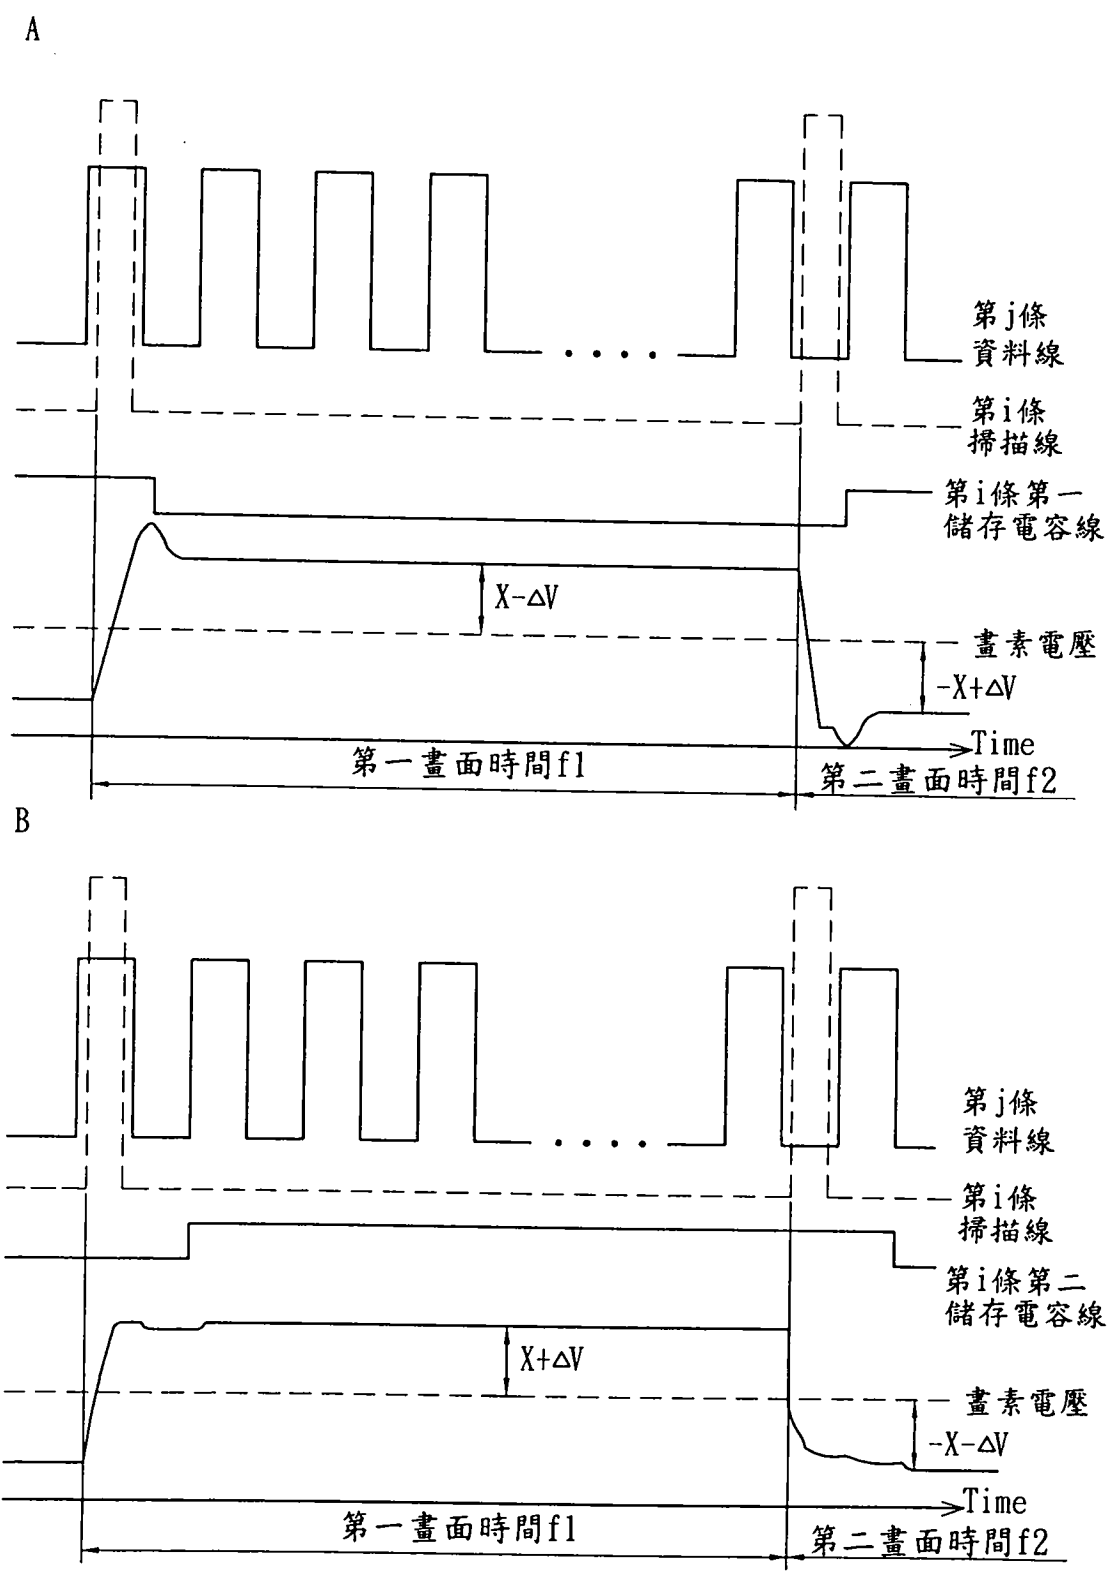 A
第j條
資料線
第i條
掃描線
第i條第一
儲存電容線
X-△V
畫素電壓
-X+△V
Time
第一畫面時間f1
第二畫面時間f2
B
第j條
資料線
第i條
掃描線
第i條第二
儲存電容線
X+△V
畫素電壓
-X-△V
Time
第一畫面時間f1
第二畫面時間f2